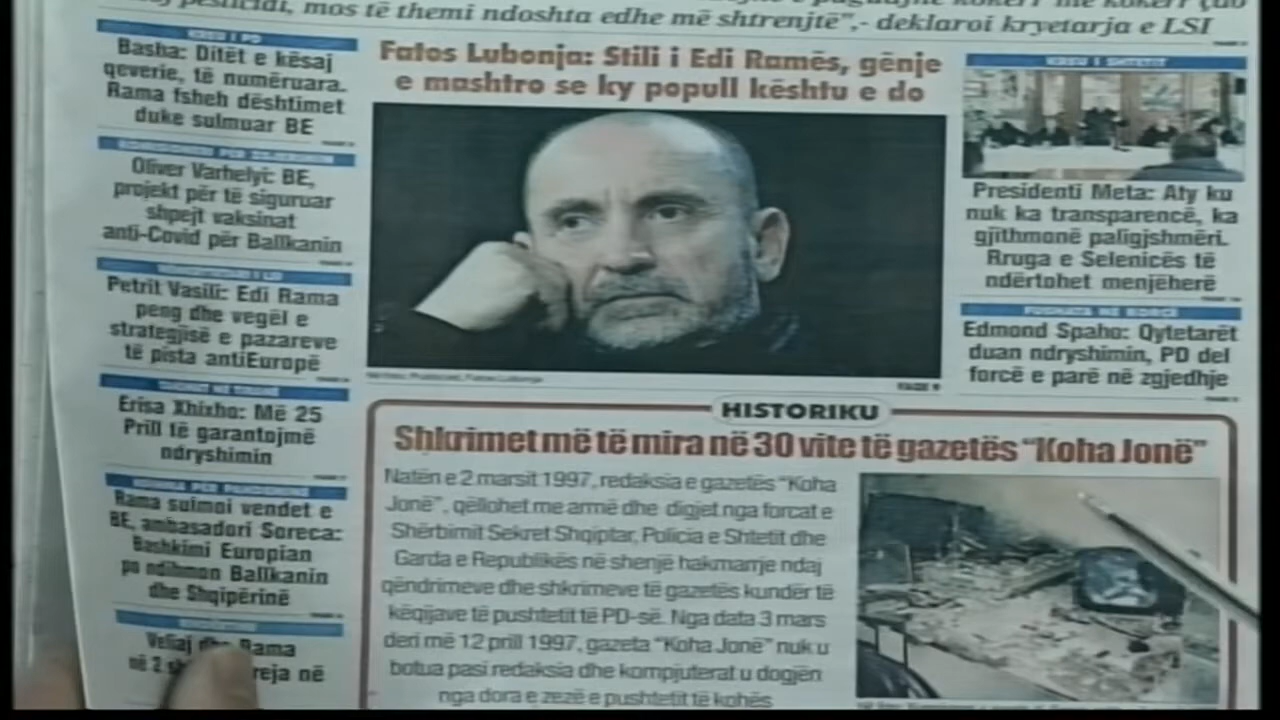 mos të themi ndoshta edhe më shtrenjtë",- deklaroi kryetarja e LSI
KREU I PD
Basha: Ditët e kësaj
qeverie, të numëruara.
Rama fsheh dështimet
duke sulmuar BE
Oliver Varhelyi: BE,
projekt për të siguruar
shpejt vaksinat
anti-Covid për Ballkanin
Petrit Vasili: Edi Rama
peng dhe vegël e
strategjisë e pazareve
të pista antiEuropë
Erisa Xhixho: Më 25
Prill të garantojmë
ndryshimin
Rama sulmoi vendet e
BE, ambasadori Soreca:
Bashkimi Europian
po ndihmon Ballkanin
dhe Shqipërinë
Veliaj dhe Rama
në 2
reja në
Fatos Lubonja: Stili i Edi Ramës, gënje
e mashtro se ky popull kështu e do
FAQE 9
KREU I SHTETIT
Presidenti Meta: Aty ku
nuk ka transparencë, ka
gjithmonë paligjshmëri.
Rruga e Selenicës të
ndërtohet menjëherë
Edmond Spaho: Qytetarët
duan ndryshimin, PD del
forcë e parë në zgjedhje
HISTORIKU
Shkrimet më të mira në 30 vite të gazetës "Koha Jonë"
Natën e 2 marsit 1997, redaksia e gazetës "Koha
Jonë", qëllohet me armë dhe digjet nga forcat e
Shërbimit Sekret Shqiptar, Policia e Shtetit dhe
Garda e Republikës në shenjë hakmarrje ndaj
qëndrimeve dhe shkrimeve të gazetës kundër të
këqijave të pushtetit të PD-së. Nga data 3 mars
deri më 12 prill 1997, gazeta "Koha Jonë" nuk u
botua pasi redaksia dhe kompjuterat u dogjën
nga dora e zezë e pushtetit të kohës